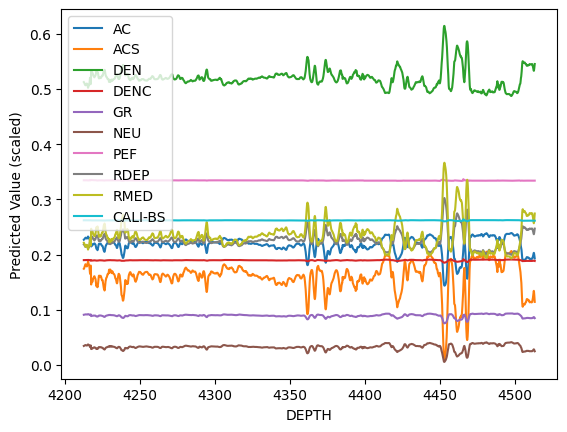 0.6
0.5
0.4
0.3
0.2
0.1
0.0
Predicted Value (scaled)
AC
ACS
DEN
DENC
GR
NEU
PEF
RDEP
RMED
CALI-BS
4200 4250 4300 4350 4400 4450 4500
DEPTH